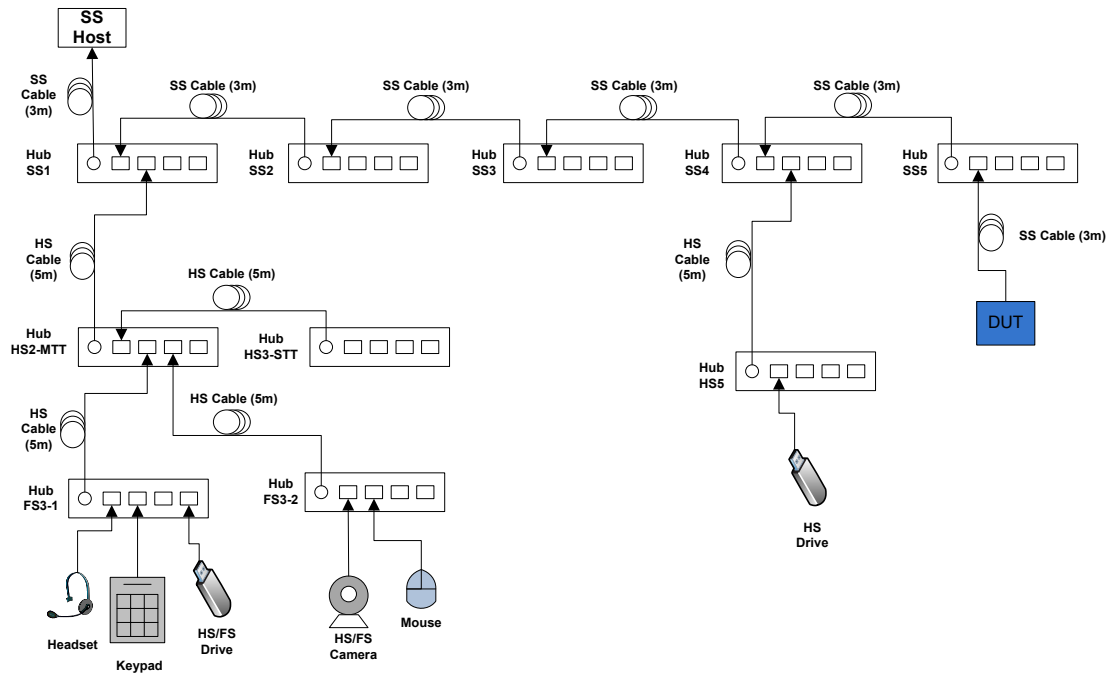 SS
Host
SS
Cable
(3m)
SS Cable (3m)
SS Cable (3m)
SS Cable (3m)
SS Cable (3m)
Hub
SS1
Hub
SS2
Hub
SS3
Hub
SS4
Hub
SS5
HS
Cable
(5m)
HS
Cable
(5m)
SS Cable (3m)
HS Cable (5m)
DUT
Hub
HS2-MTT
Hub
HS3-STT
Hub
HS5
HS
Cable
(5m)
HS Cable (5m)
Hub
FS3-1
Hub
FS3-2
HS
Drive
Headset
Keypad
HS/FS
Drive
HS/FS
Camera
Mouse